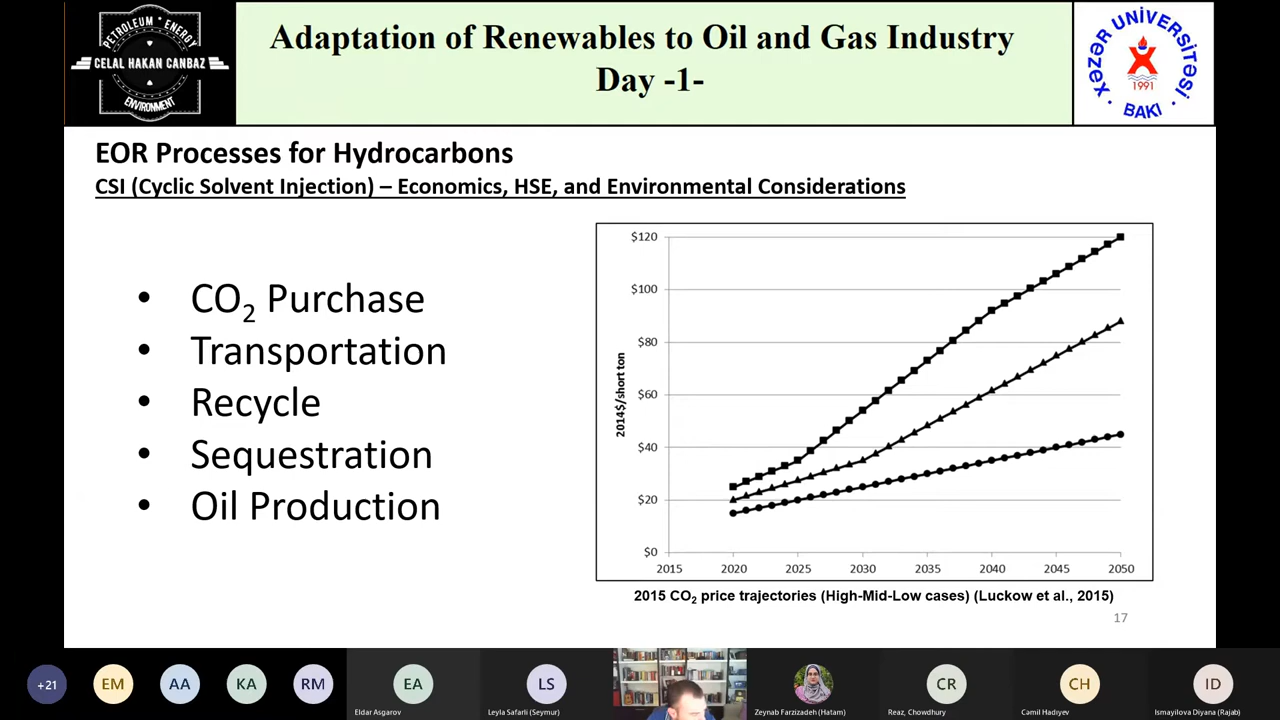 PETROLEUM * ENERGY
CELAL HAKAN CANBAZ
ENVIRONMENT
Adaptation of Renewables to Oil and Gas Industry
Day -1-
XƏZƏR UNİVERSİTƏSİ
1991
· BAKI ·
EOR Processes for Hydrocarbons
CSI (Cyclic Solvent Injection) – Economics, HSE, and Environmental Considerations
• CO₂ Purchase
• Transportation
• Recycle
• Sequestration
• Oil Production
2014$/short ton
$120
$100
$80
$60
$40
$20
$0
2015 2020 2025 2030 2035 2040 2045 2050
2015 CO₂ price trajectories (High-Mid-Low cases) (Luckow et al., 2015)
17
+21 EM AA KA RM EA LS CR CH ID
Eldar Asgarov Leyla Safarli (Seymur) Zeynab Farzizadeh (Hatam) Reaz, Chowdhury Cəmil Hadıyev Ismayilova Diyana (Rajab)